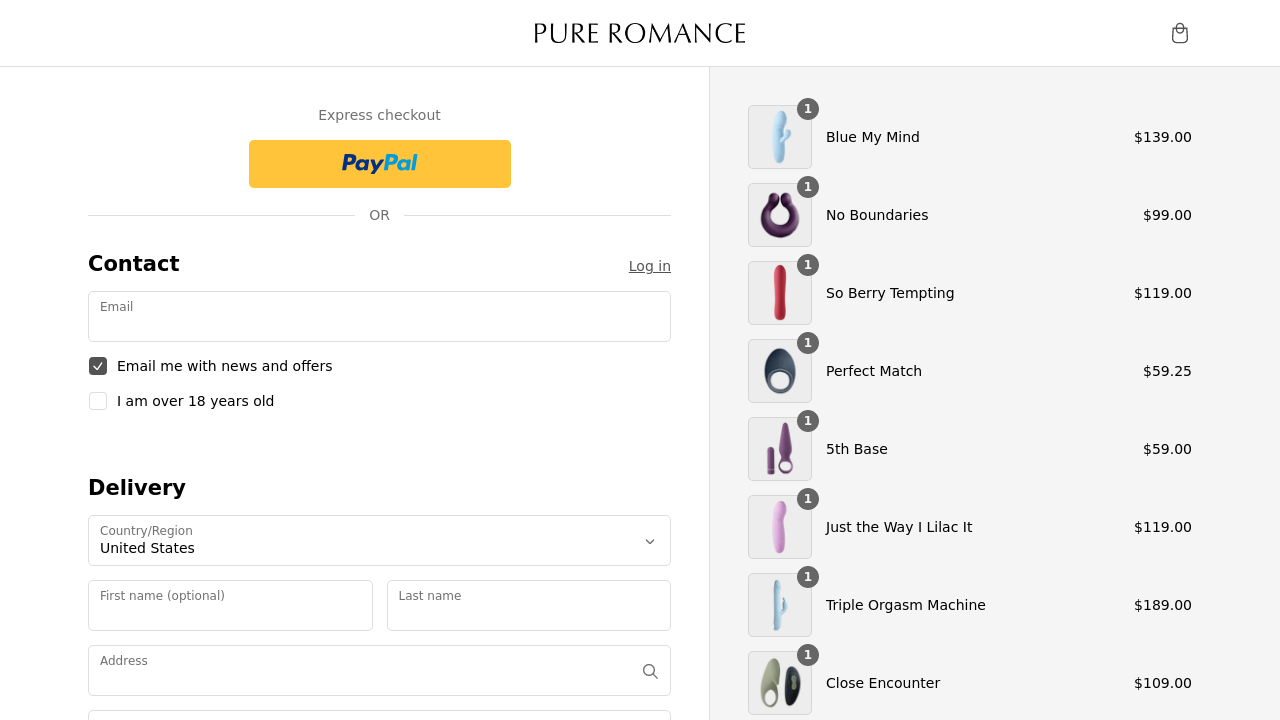 PURE ROMANCE
Express checkout
PayPal
OR
Contact
Log in
Email
Email me with news and offers
I am over 18 years old
Delivery
Country/Region
United States
First name (optional)
Last name
Address
1
Blue My Mind
$139.00
1
No Boundaries
$99.00
1
So Berry Tempting
$119.00
1
Perfect Match
$59.25
1
5th Base
$59.00
1
Just the Way I Lilac It
$119.00
1
Triple Orgasm Machine
$189.00
1
Close Encounter
$109.00